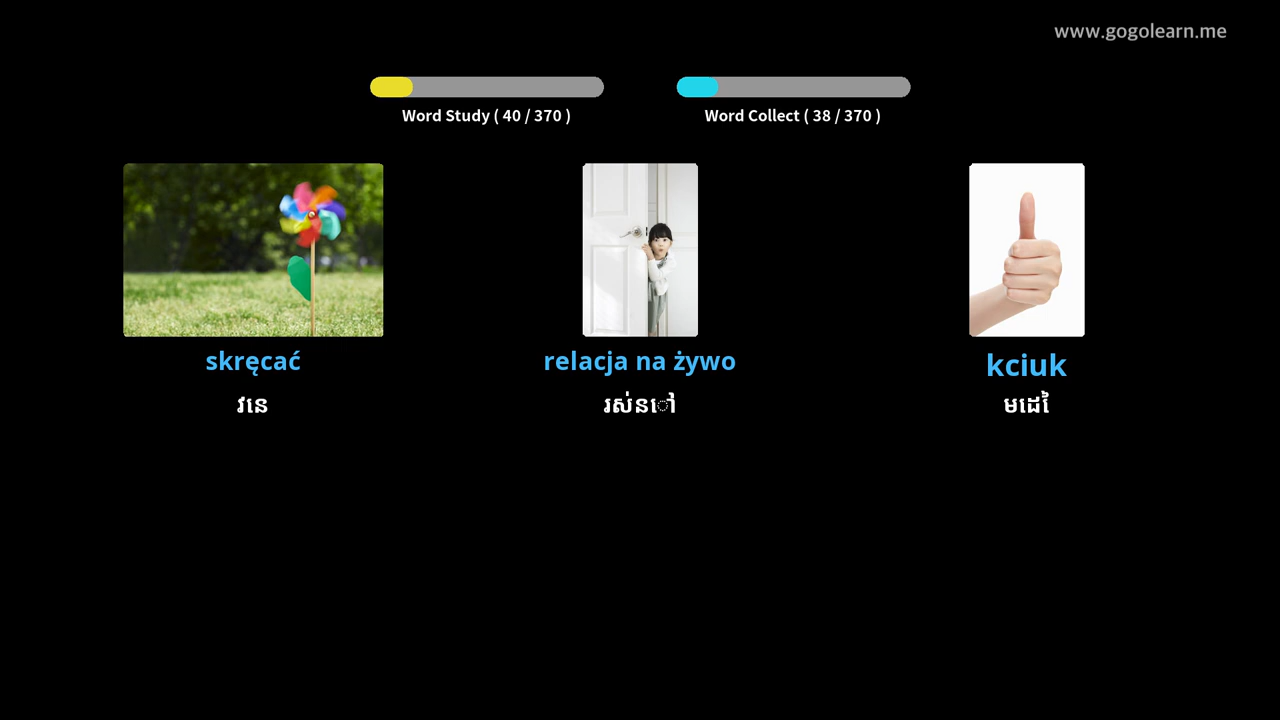 www.gogolearn.me
Word Study ( 40 / 370 )
Word Collect ( 38 / 370 )
skręcać
relacja na żywo
kciuk
វេន
រស់នៅ
មេដៃ